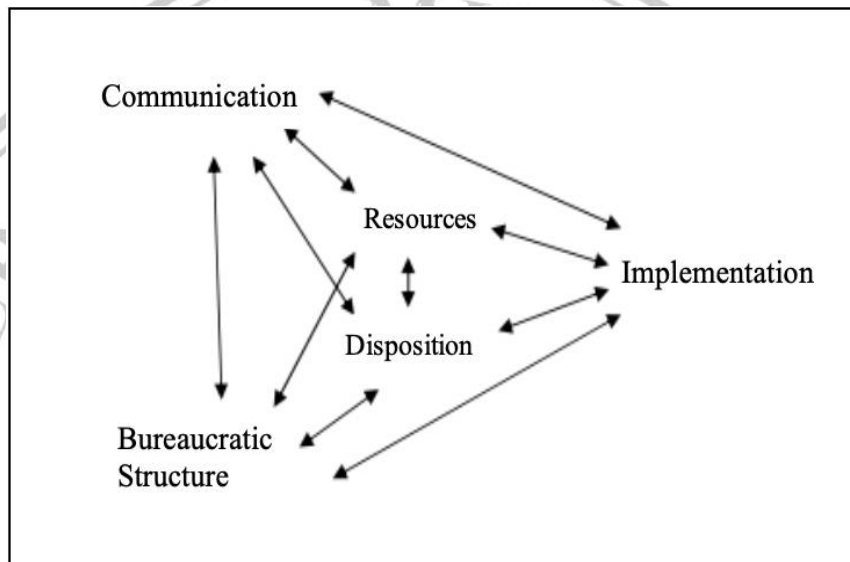 Communication
Resources
Implementation
Disposition
Bureaucratic
Structure